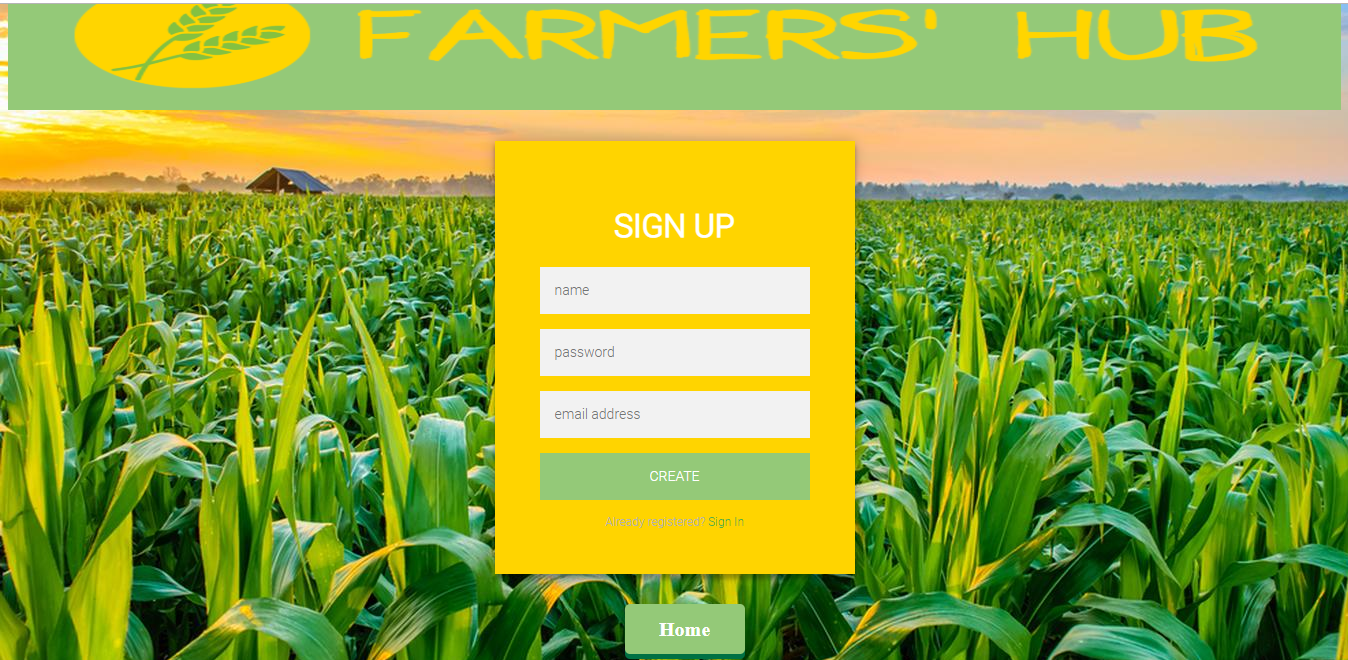 FARMERS' HUB
SIGN UP
name
password
email address
CREATE
Already registered? Sign In
Home